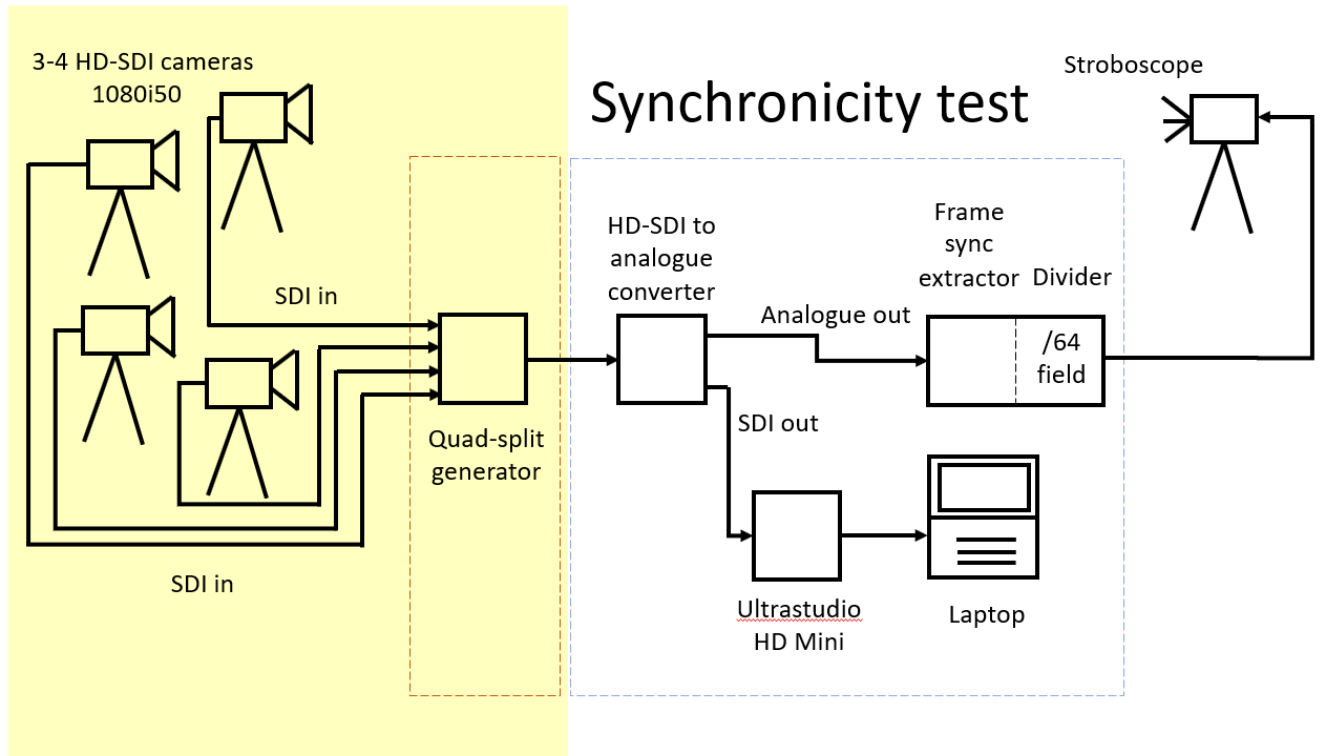 3-4 HD-SDI cameras
1080i50
Synchronicity test
Stroboscope
SDI in
HD-SDI to
analogue
converter
Frame
sync
extractor
Divider
Analogue out
/64
field
SDI out
Quad-split
generator
SDI in
Ultrastudio
HD Mini
Laptop